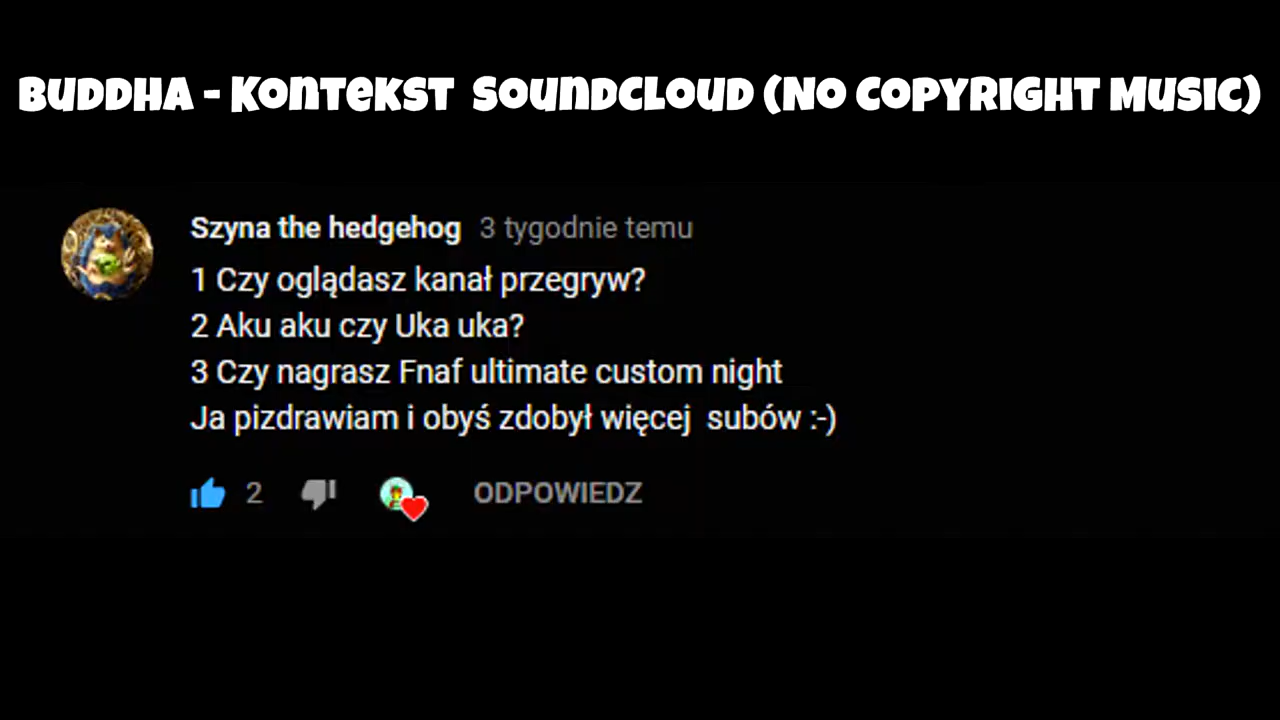 Buddha - Kontekst Soundcloud (No Copyright Music)
Szyna the hedgehog 3 tygodnie temu
1 Czy oglądasz kanał przegryw?
2 Aku aku czy Uka uka?
3 Czy nagrasz Fnaf ultimate custom night
Ja pizdrawiam i obyś zdobył więcej subów :-)
2 ODPOWIEDZ